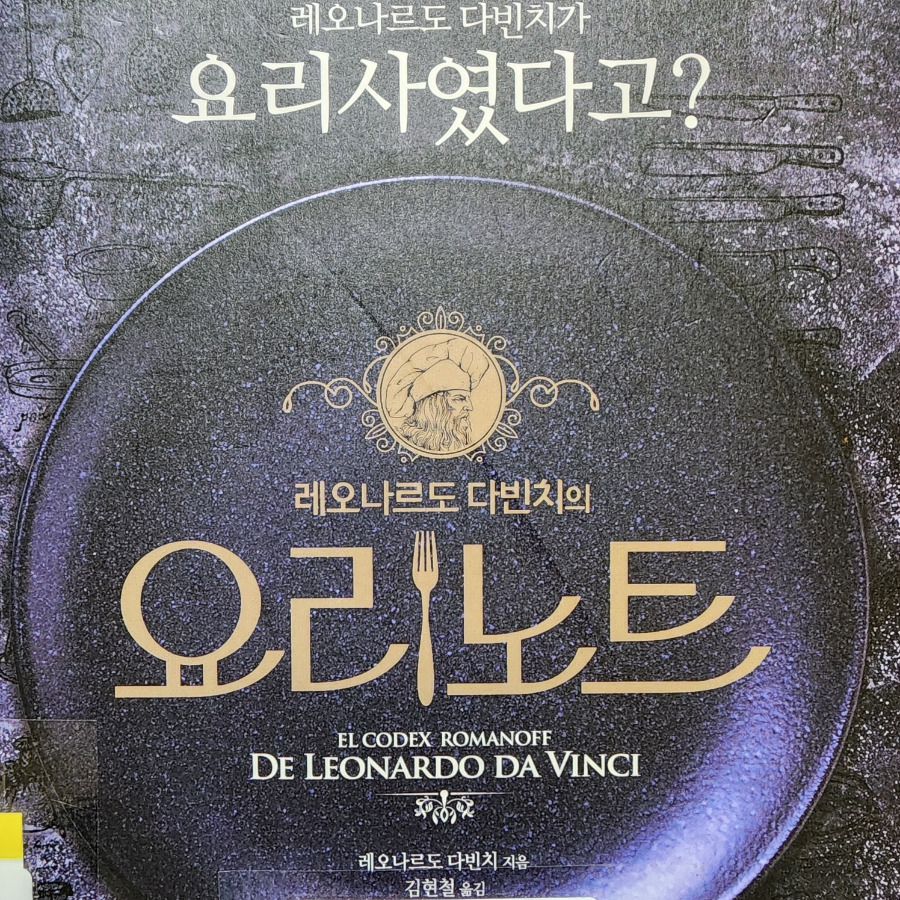 레오나르도 다빈치가
요리사였다고?
레오나르도 다빈치의
요리노트
EL CODEX ROMANOFF
DE LEONARDO DA VINCI
레오나르도 다빈치 지음
김현철 옮김